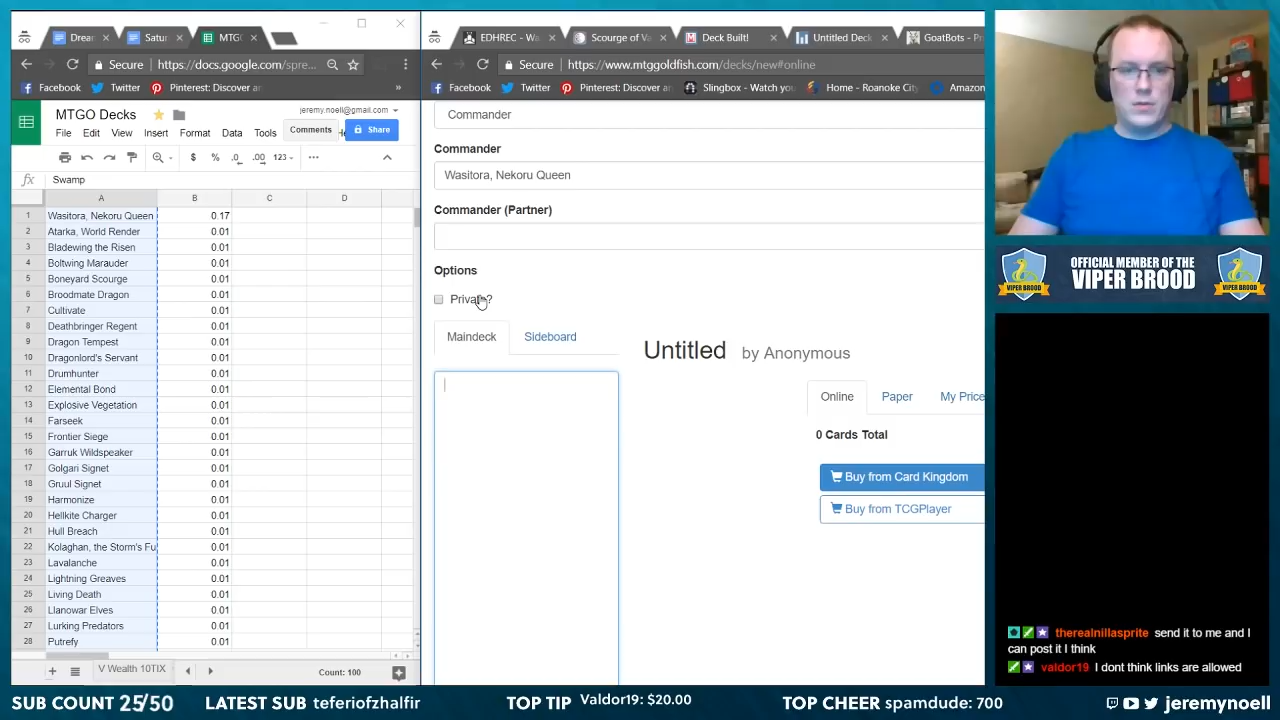 Drea
Satur
MTGO
EDHREC - Wa
Scourge of Va
Deck Built!
Untitled Deck
GoatBots - P
Secure
https://docs.google.com/spre...
Secure
https://www.mtggoldfish.com/decks/new#online
Facebook
Twitter
Pinterest: Discover an
»
Facebook
Twitter
Pinterest: Discover an
Slingbox - Watch you
Home - Roanoke City
Amazon
MTGO Decks
jeremy.noell@gmail.com
File Edit View Insert Format Data Tools
Comments
Share
$ % .0 .00 123
fx Swamp
A B C D
1 Wasitora, Nekoru Queen 0.17
2 Atarka, World Render 0.01
3 Bladewing the Risen 0.01
4 Boltwing Marauder 0.01
5 Boneyard Scourge 0.01
6 Broodmate Dragon 0.01
7 Cultivate 0.01
8 Deathbringer Regent 0.01
9 Dragon Tempest 0.01
10 Dragonlord's Servant 0.01
11 Drumhunter 0.01
12 Elemental Bond 0.01
13 Explosive Vegetation 0.01
14 Farseek 0.01
15 Frontier Siege 0.01
16 Garruk Wildspeaker 0.01
17 Golgari Signet 0.01
18 Gruul Signet 0.01
19 Harmonize 0.01
20 Hellkite Charger 0.01
21 Hull Breach 0.01
22 Kolaghan, the Storm's Fu 0.01
23 Lavalanche 0.01
24 Lightning Greaves 0.01
25 Living Death 0.01
26 Llanowar Elves 0.01
27 Lurking Predators 0.01
28 Putrefy 0.01
V Wealth 10TIX
Count: 100
Commander
Commander
Wasitora, Nekoru Queen
Commander (Partner)
Options
Private?
Maindeck
Sideboard
Untitled by Anonymous
Online
Paper
My Price
0 Cards Total
Buy from Card Kingdom
Buy from TCGPlayer
OFFICIAL MEMBER OF THE
VIPER BROOD
therealnillasprite send it to me and I
can post it I think
valdor19 I dont think links are allowed
SUB COUNT 25/50
LATEST SUB teferiofzhalfir
TOP TIP Valdor19: $20.00
TOP CHEER spamdude: 700
jeremynoell